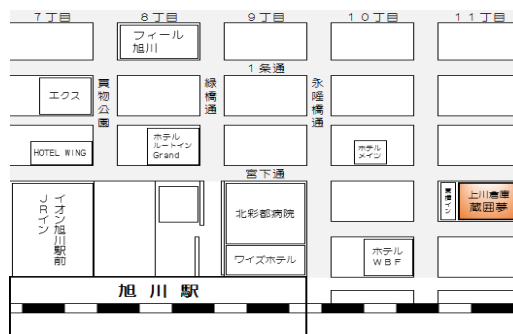 7丁目
8丁目
9丁目
10丁目
11丁目
フィール
旭川
1条通
買物公園
緑橋通
永隆橋通
エクス
HOTEL WING
ホテル
ルートイン
Grand
ホテル
メイツ
宮下通
イオン旭川駅前
JRイン
北彩都病院
ワイズホテル
ホテル
WBF
東横イン
上川倉庫
蔵囲夢
旭川駅